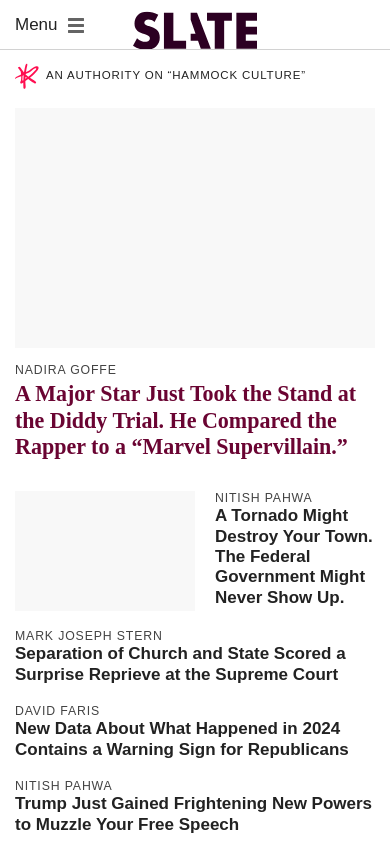 Menu
SLATE
AN AUTHORITY ON “HAMMOCK CULTURE”
NADIRA GOFFE
A Major Star Just Took the Stand at
the Diddy Trial. He Compared the
Rapper to a “Marvel Supervillain.”
NITISH PAHWA
A Tornado Might
Destroy Your Town.
The Federal
Government Might
Never Show Up.
MARK JOSEPH STERN
Separation of Church and State Scored a
Surprise Reprieve at the Supreme Court
DAVID FARIS
New Data About What Happened in 2024
Contains a Warning Sign for Republicans
NITISH PAHWA
Trump Just Gained Frightening New Powers
to Muzzle Your Free Speech